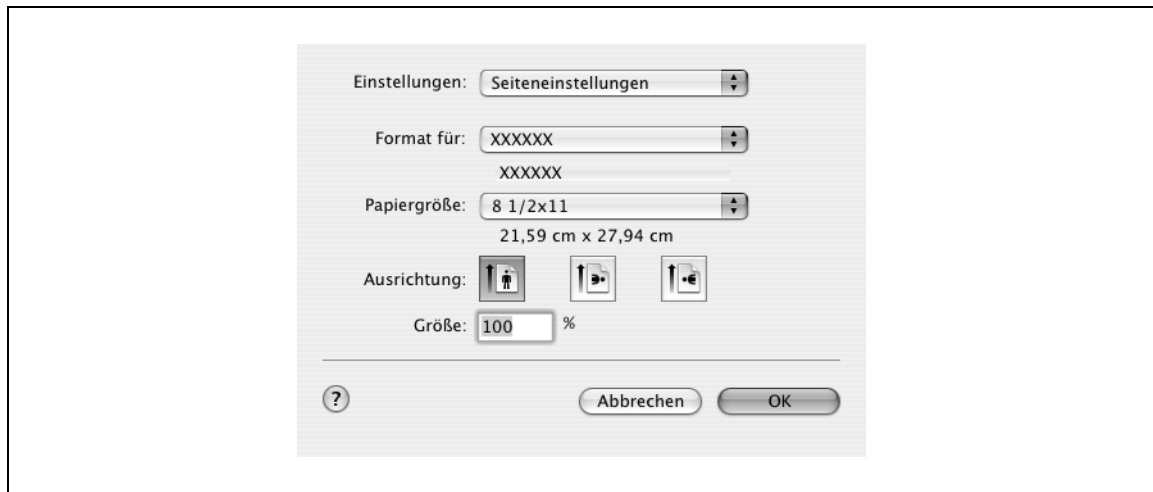 Einstellungen: Seiteneinstellungen
Format für: XXXXXX
XXXXXX
Papiergröße: 8 1/2x11
21,59 cm x 27,94 cm
Ausrichtung:
Größe: 100 %
? Abbrechen OK